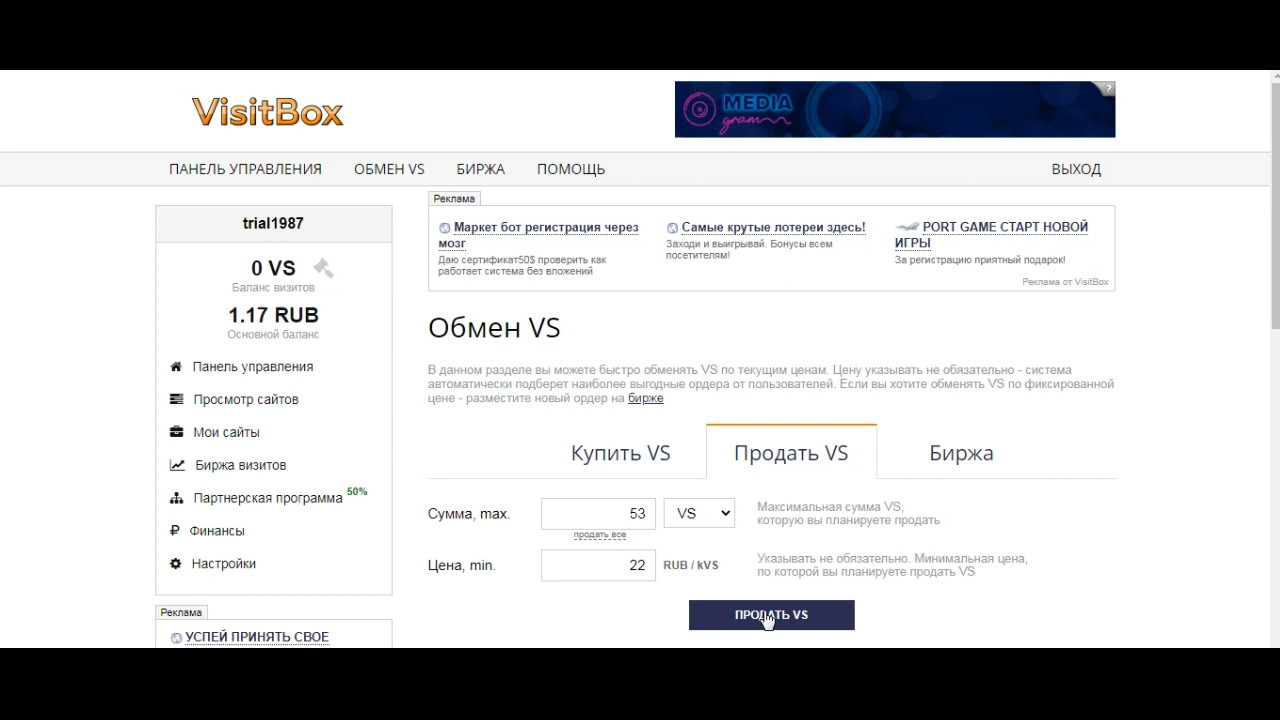 VisitBox
MEDIA
gram
?
ПАНЕЛЬ УПРАВЛЕНИЯ ОБМЕН VS БИРЖА ПОМОЩЬ ВЫХОД
trial1987
0 VS
Баланс визитов
1.17 RUB
Основной баланс
Панель управления
Просмотр сайтов
Мои сайты
Биржа визитов
Партнерская программа 50%
Финансы
Настройки
Реклама
УСПЕЙ ПРИНЯТЬ СВОЕ
Реклама
Маркет бот регистрация через
мозг
Даю сертификат50$ проверить как
работает система без вложений
Самые крутые лотереи здесь!
Заходи и выигрывай. Бонусы всем
посетителям!
PORT GAME СТАРТ НОВОЙ
ИГРЫ
За регистрацию приятный подарок!
Реклама от VisitBox
Обмен VS
В данном разделе вы можете быстро обменять VS по текущим ценам. Цену указывать не обязательно - система
автоматически подберет наиболее выгодные ордера от пользователей. Если вы хотите обменять VS по фиксированной
цене - разместите новый ордер на бирже
Купить VS Продать VS Биржа
Сумма, max. 53 VS
продать все
Максимальная сумма VS,
которую вы планируете продать
Цена, min. 22 RUB / kVS
Указывать не обязательно. Минимальная цена,
по которой вы планируете продать VS
ПРОДАТЬ VS